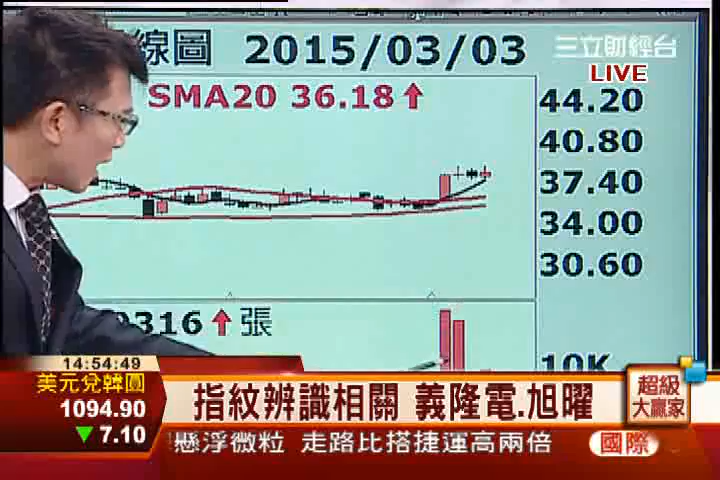 線圖 2015/03/03
三立財經台
LIVE
SMA20 36.18↑
44.20
40.80
37.40
34.00
30.60
0316↑張
10K
14:54:49
美元兌韓圓
1094.90
▼7.10
指紋辨識相關 義隆電.旭曜
超級
大贏家
懸浮微粒 走路比搭捷運高兩倍
國際